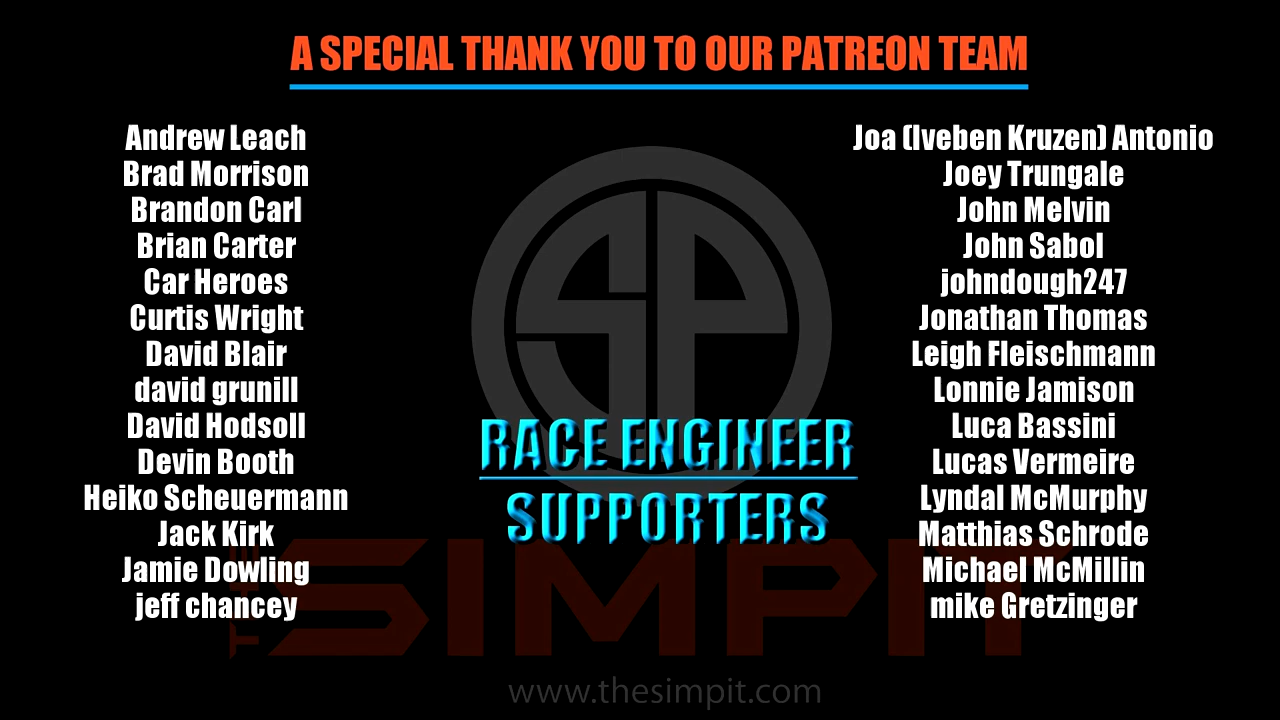 A SPECIAL THANK YOU TO OUR PATREON TEAM
Andrew Leach
Brad Morrison
Brandon Carl
Brian Carter
Car Heroes
Curtis Wright
David Blair
david grunill
David Hodsoll
Devin Booth
Heiko Scheuermann
Jack Kirk
Jamie Dowling
jeff chancey
SP
RACE ENGINEER
SUPPORTERS
Joa (Iveben Kruzen) Antonio
Joey Trungale
John Melvin
John Sabol
johndough247
Jonathan Thomas
Leigh Fleischmann
Lonnie Jamison
Luca Bassini
Lucas Vermeire
Lyndal McMurphy
Matthias Schrode
Michael McMillin
mike Gretzinger
THE SIMPIT
www.thesimpit.com